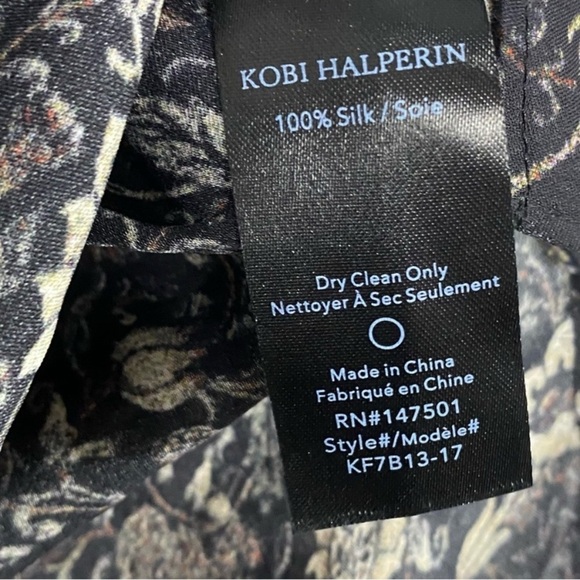 KOBI HALPERIN
100% Silk / Soie
Dry Clean Only
Nettoyer À Sec Seulement
Made in China
Fabriqué en Chine
RN#147501
Style#/Modèle#
KF7B13-17